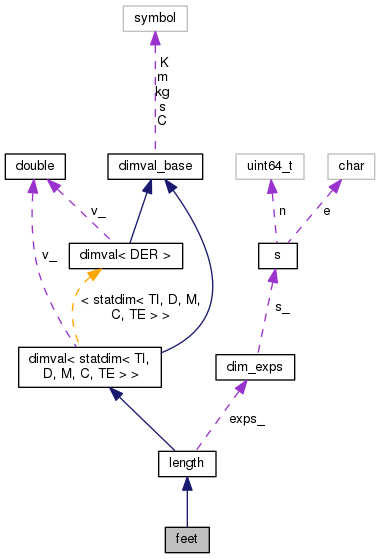 symbol
K
m
kg
s
C
double
dimval_base
uint64_t
char
v_
n
e
dimval< DER >
s
v_
< statdim< TI, D, M,
C, TE > >
s_
dimval< statdim< TI,
D, M, C, TE > >
dim_exps
exps_
length
feet